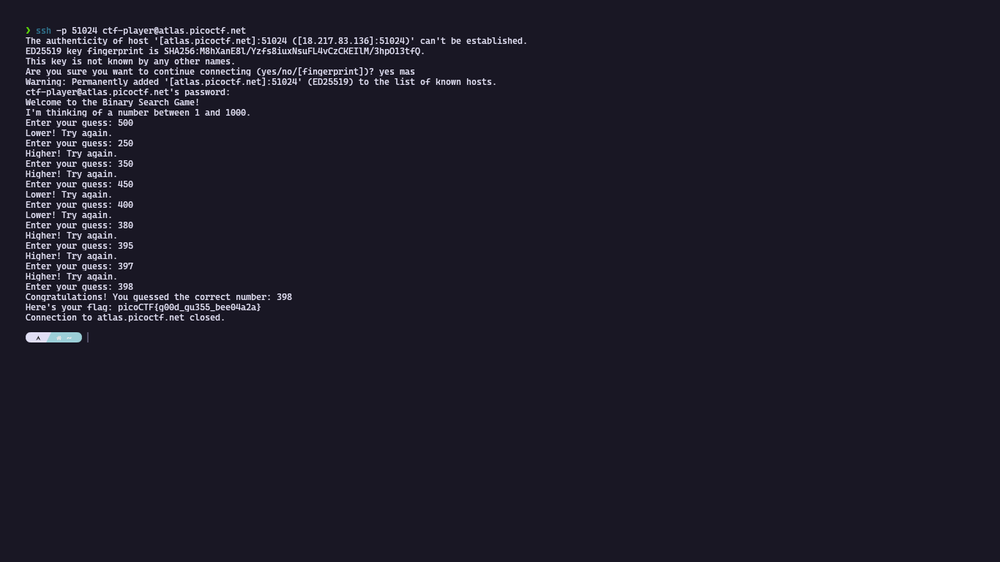 ❯ ssh -p 51024 ctf-player@atlas.picoctf.net
The authenticity of host '[atlas.picoctf.net]:51024 ([18.217.83.136]:51024)' can't be established.
ED25519 key fingerprint is SHA256:M8hXanE8l/Yzfs8iuxNsuFL4vCzCKEIlM/3hpO13tfQ.
This key is not known by any other names.
Are you sure you want to continue connecting (yes/no/[fingerprint])? yes mas
Warning: Permanently added '[atlas.picoctf.net]:51024' (ED25519) to the list of known hosts.
ctf-player@atlas.picoctf.net's password:
Welcome to the Binary Search Game!
I'm thinking of a number between 1 and 1000.
Enter your guess: 500
Lower! Try again.
Enter your guess: 250
Higher! Try again.
Enter your guess: 350
Higher! Try again.
Enter your guess: 450
Lower! Try again.
Enter your guess: 400
Lower! Try again.
Enter your guess: 380
Higher! Try again.
Enter your guess: 395
Higher! Try again.
Enter your guess: 397
Higher! Try again.
Enter your guess: 398
Congratulations! You guessed the correct number: 398
Here's your flag: picoCTF{g00d_gu355_bee04a2a}
Connection to atlas.picoctf.net closed.